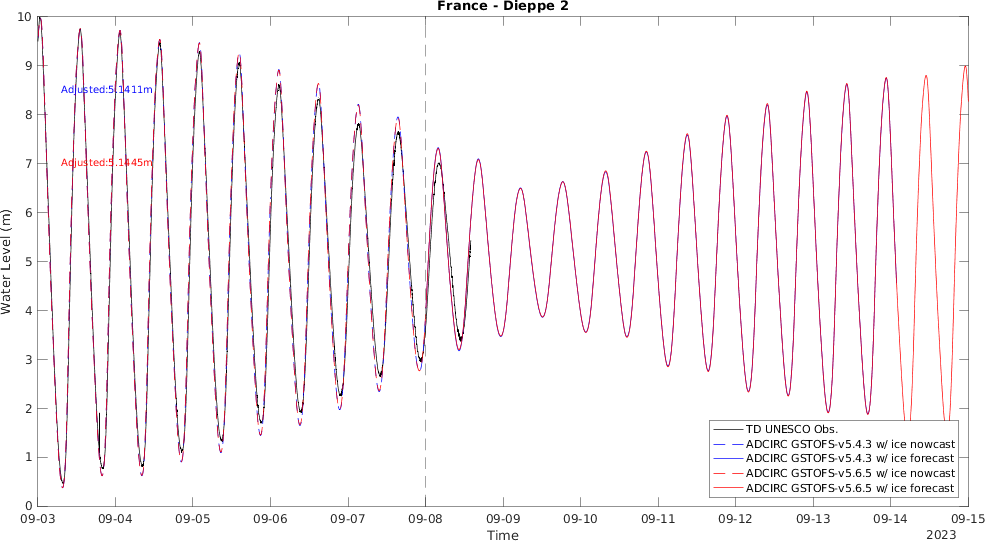 France - Dieppe 2
10
9
8
7
6
5
4
3
2
1
0
Water Level (m)
Adjusted:5.1411m
Adjusted:5.1445m
TD UNESCO Obs.
ADCIRC GSTOFS-v5.4.3 w/ ice nowcast
ADCIRC GSTOFS-v5.4.3 w/ ice forecast
ADCIRC GSTOFS-v5.6.5 w/ ice nowcast
ADCIRC GSTOFS-v5.6.5 w/ ice forecast
09-03 09-04 09-05 09-06 09-07 09-08 09-09 09-10 09-11 09-12 09-13 09-14 09-15
Time
2023